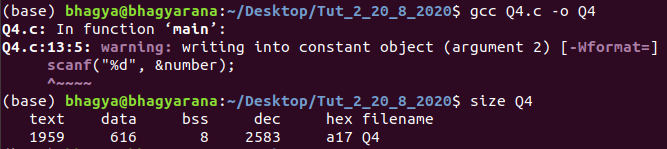 (base) bhagya@bhagyarana:~/Desktop/Tut_2_20_8_2020$ gcc Q4.c -o Q4
Q4.c: In function ‘main’:
Q4.c:13:5: warning: writing into constant object (argument 2) [-Wformat=]
     scanf("%d", &number);
     ^~~~~
(base) bhagya@bhagyarana:~/Desktop/Tut_2_20_8_2020$ size Q4
   text    data     bss     dec     hex filename
   1959     616       8    2583     a17 Q4